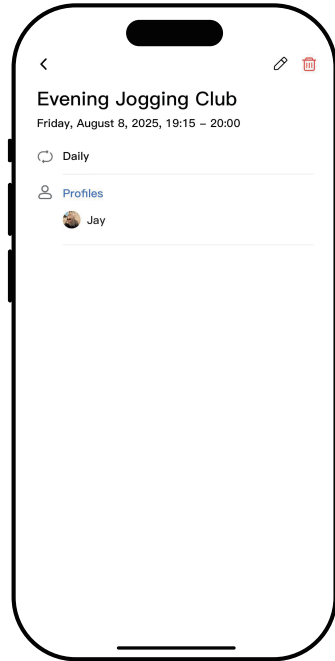 Evening Jogging Club
Friday, August 8, 2025, 19:15 – 20:00
Daily
Profiles
Jay